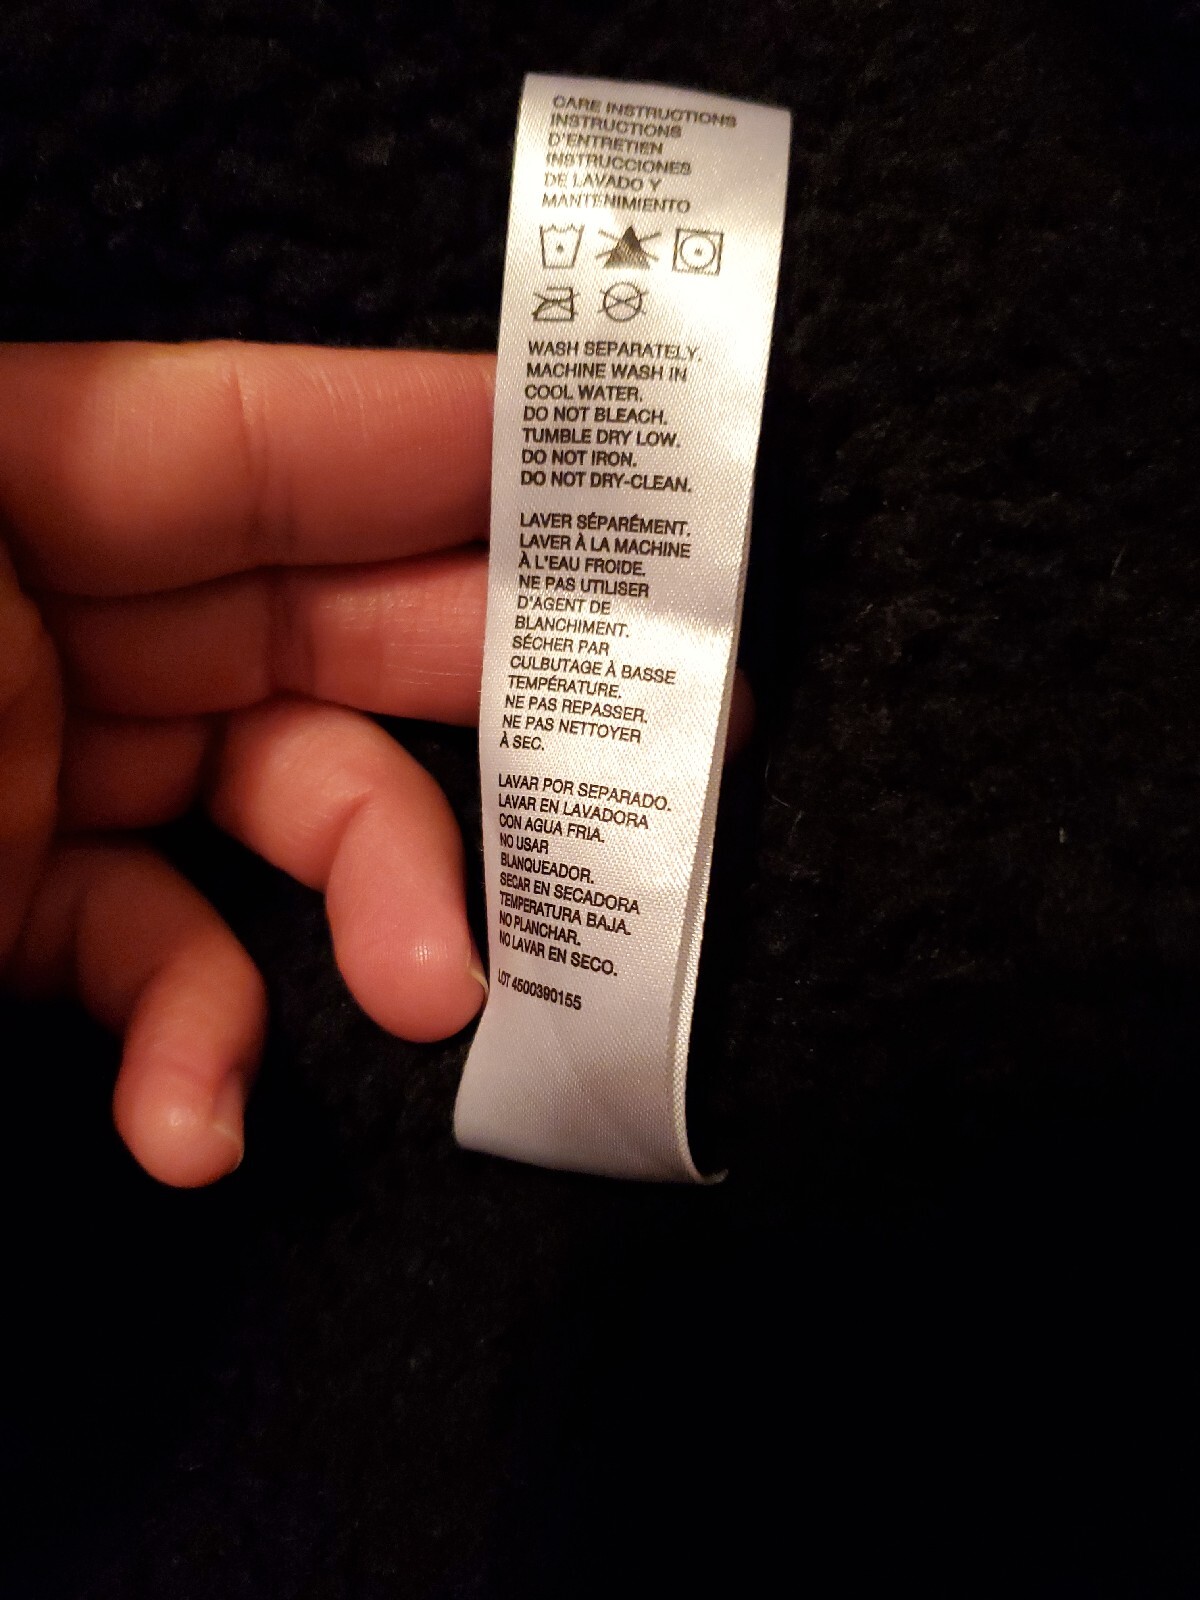 CARE INSTRUCTIONS
INSTRUCTIONS
D'ENTRETIEN
INSTRUCCIONES
DE LAVADO Y
MANTENIMIENTO
WASH SEPARATELY.
MACHINE WASH IN
COOL WATER.
DO NOT BLEACH.
TUMBLE DRY LOW.
DO NOT IRON.
DO NOT DRY-CLEAN.
LAVER SÉPARÉMENT.
LAVER À LA MACHINE
À L'EAU FROIDE.
NE PAS UTILISER
D'AGENT DE
BLANCHIMENT.
SÉCHER PAR
CULBUTAGE À BASSE
TEMPÉRATURE.
NE PAS REPASSER.
NE PAS NETTOYER
À SEC.
LAVAR POR SEPARADO.
LAVAR EN LAVADORA
CON AGUA FRIA.
NO USAR
BLANQUEADOR.
SECAR EN SECADORA
TEMPERATURA BAJA.
NO PLANCHAR.
NO LAVAR EN SECO.
LOT 4500390155